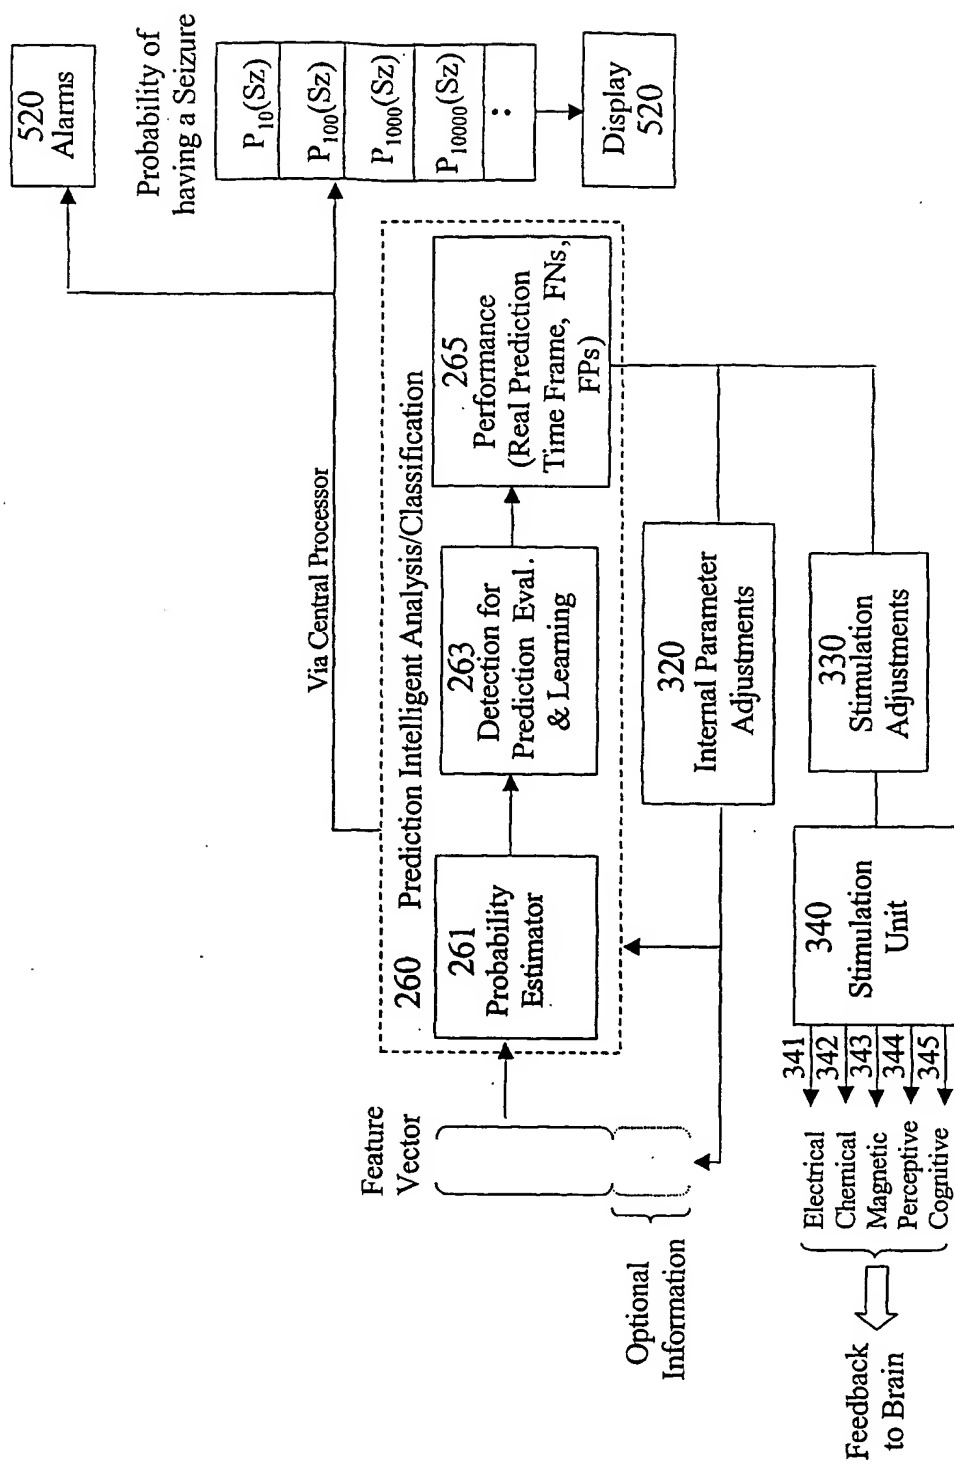 520
Alarms
Probability of
having a Seizure
P10(Sz)
P100(Sz)
P1000(Sz)
P10000(Sz)
:
Display
520
Via Central Processor
260 Prediction Intelligent Analysis/Classification
261
Probability
Estimator
263
Detection for
Prediction Eval.
& Learning
265
Performance
(Real Prediction
Time Frame, FNs,
FPs)
Feature
Vector
Optional
Information
320
Internal Parameter
Adjustments
330
Stimulation
Adjustments
340
Stimulation
Unit
341
342
343
344
345
Electrical
Chemical
Magnetic
Perceptive
Cognitive
Feedback
to Brain